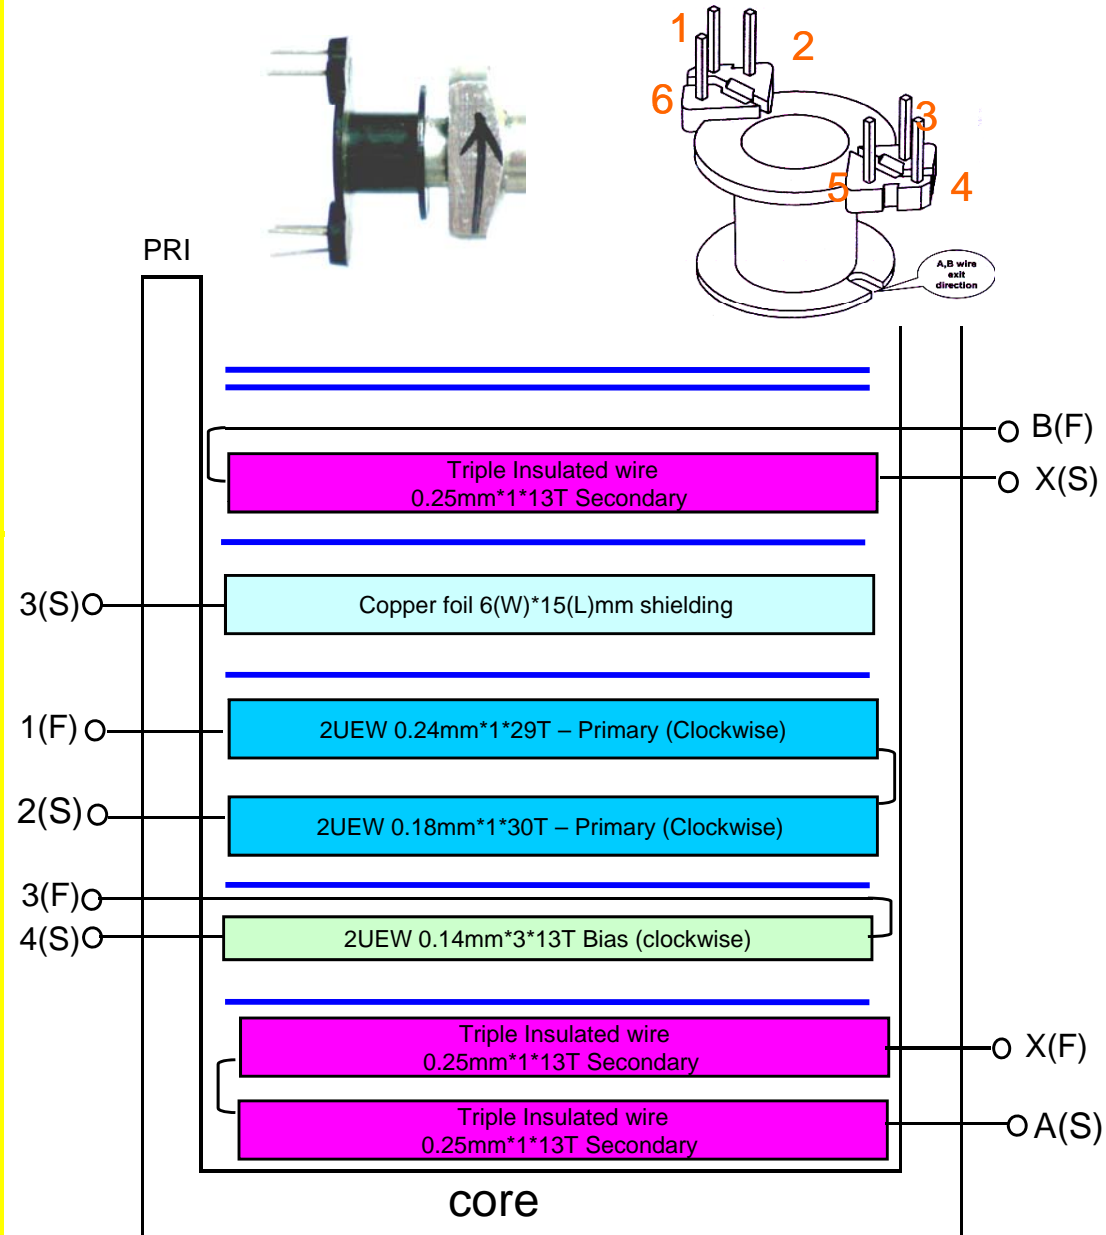 1
2
6
3
5
4
A,B wire
exit
direction
PRI
B(F)
Triple Insulated wire
0.25mm*1*13T Secondary
X(S)
3(S)
Copper foil 6(W)*15(L)mm shielding
1(F)
2UEW 0.24mm*1*29T – Primary (Clockwise)
2(S)
2UEW 0.18mm*1*30T – Primary (Clockwise)
3(F)
4(S)
2UEW 0.14mm*3*13T Bias (clockwise)
Triple Insulated wire
0.25mm*1*13T Secondary
X(F)
Triple Insulated wire
0.25mm*1*13T Secondary
A(S)
core